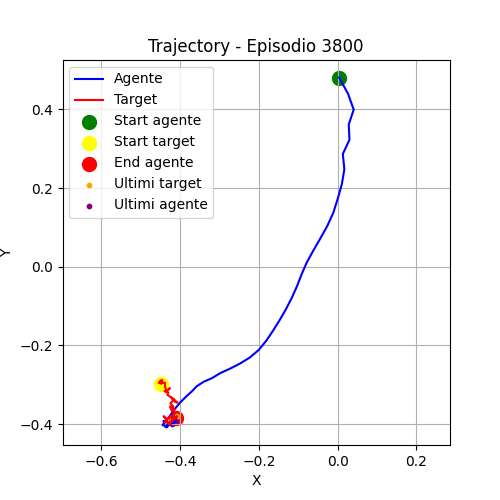 Trajectory - Episodio 3800
Agente
Target
Start agente
Start target
End agente
Ultimi target
Ultimi agente
Y
0.4
0.2
0.0
−0.2
−0.4
−0.6
−0.4
−0.2
0.0
0.2
X